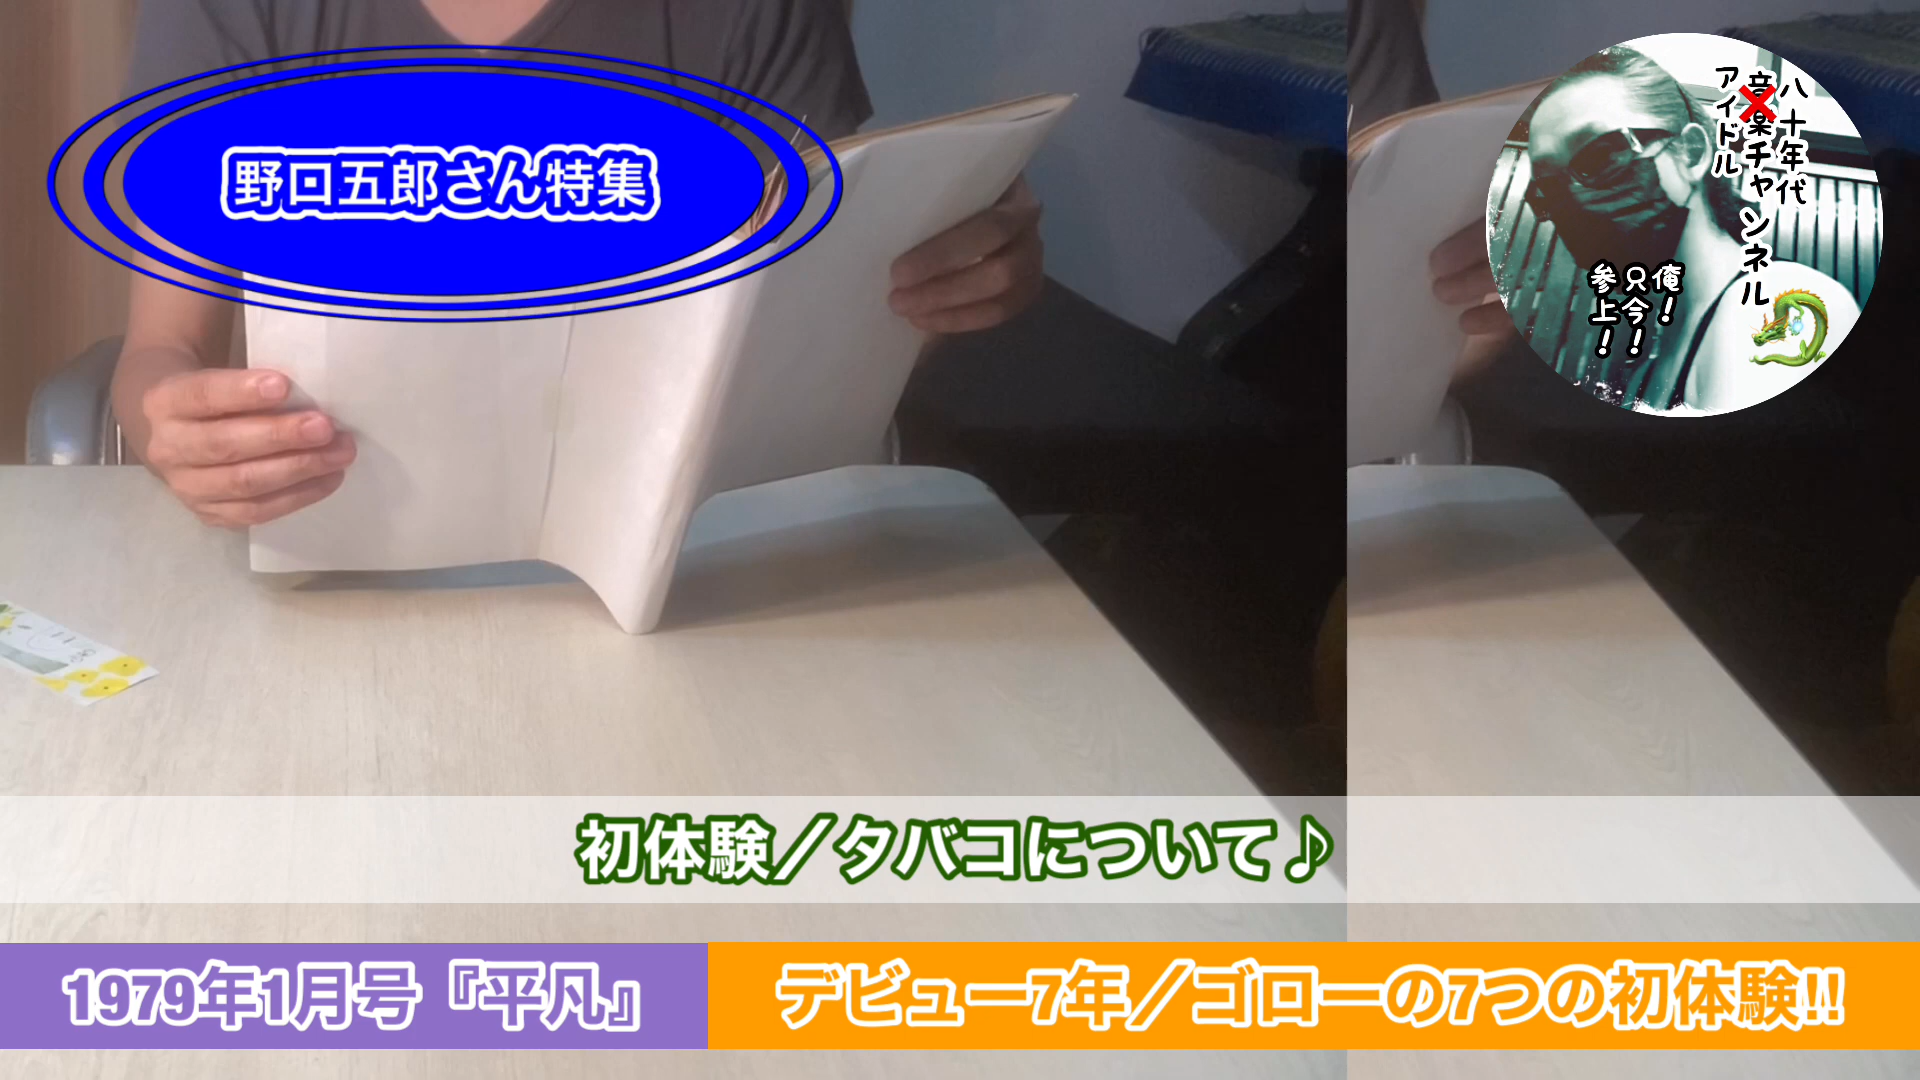 野口五郎さん特集
八十年代
音楽チャンネル
アイドル
俺！
只今！
参上！
初体験／タバコについて♪
1979年1月号『平凡』
デビュー7年／ゴローの7つの初体験!!